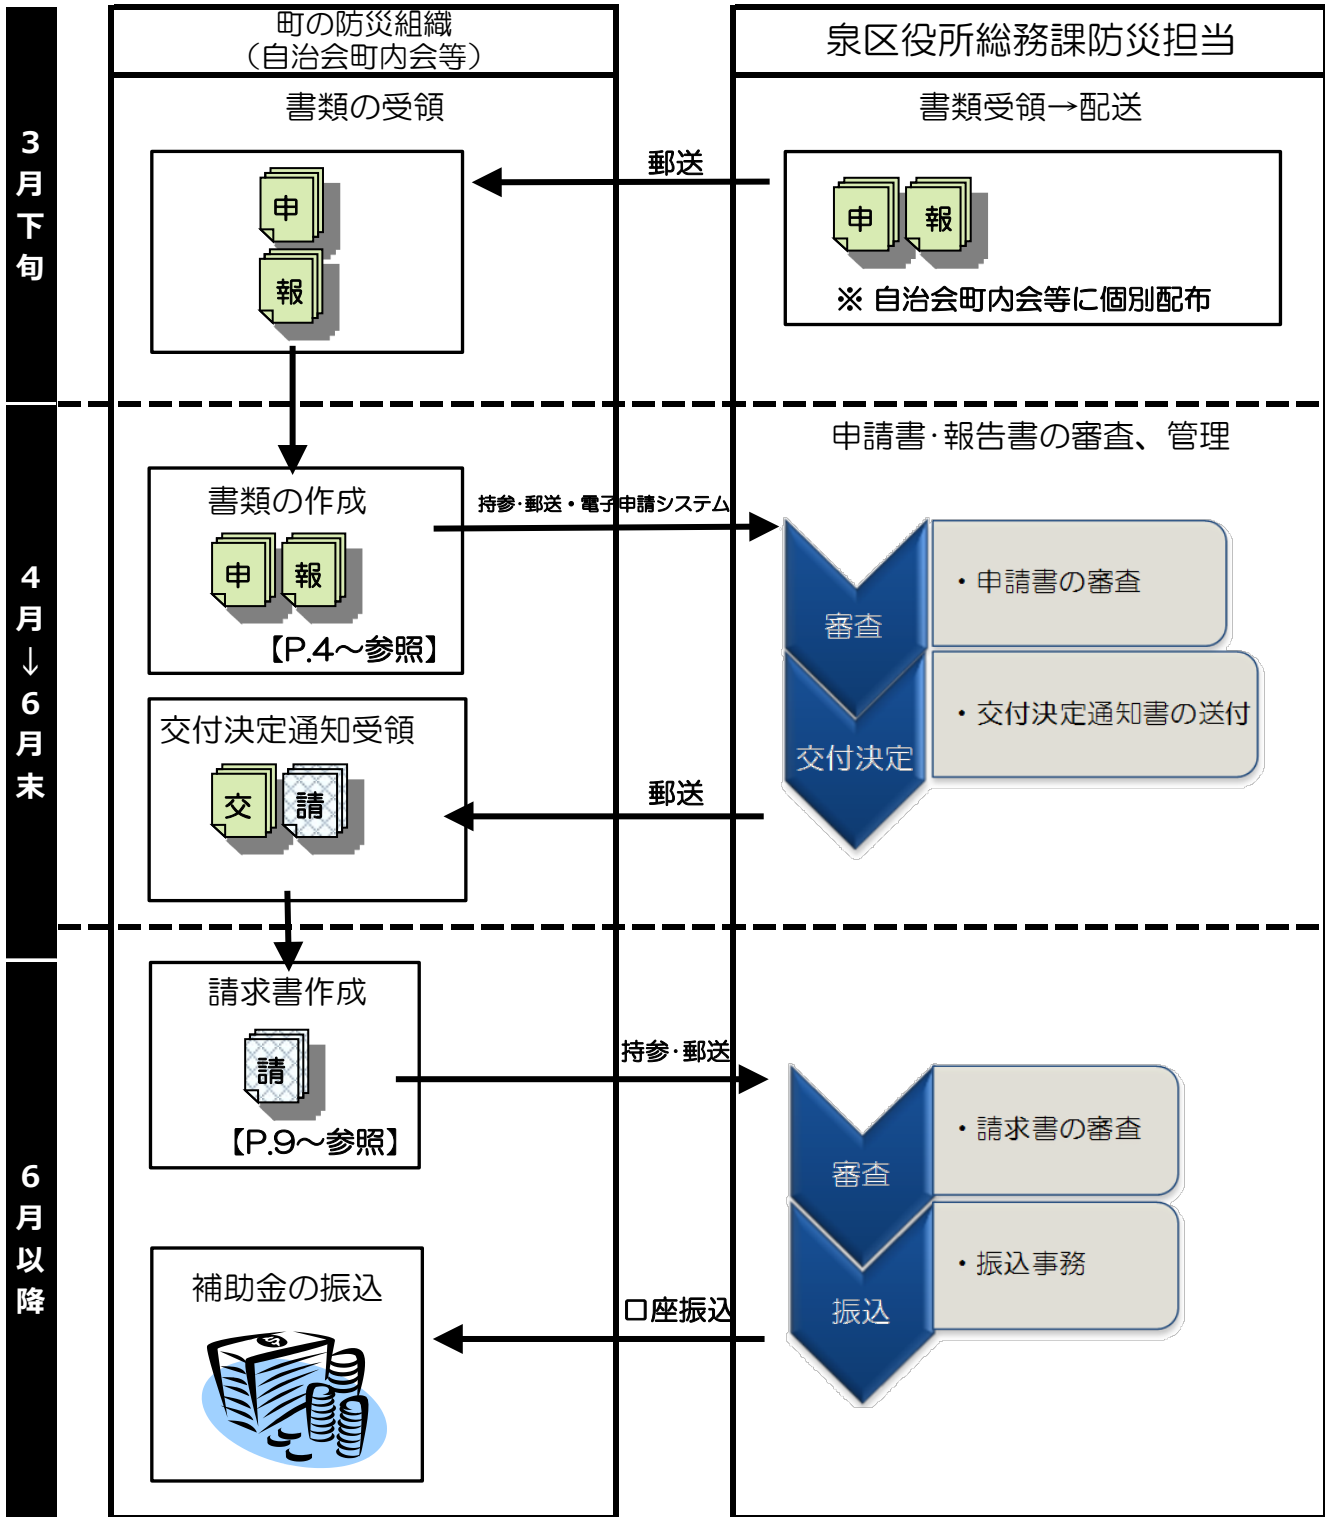 町の防災組織
（自治会町内会等）
泉区役所総務課防災担当
3月下旬
書類の受領
申
報
郵送
書類受領→配送
申
報
※ 自治会町内会等に個別配布
4月↓6月末
書類の作成
申
報
【P.4～参照】
持参･郵送・電子申請システム
申請書･報告書の審査、管理
審査
・申請書の審査
交付決定
・交付決定通知書の送付
交付決定通知受領
交
請
郵送
6月以降
請求書作成
請
【P.9～参照】
持参･郵送
審査
・請求書の審査
振込
・振込事務
補助金の振込
口座振込